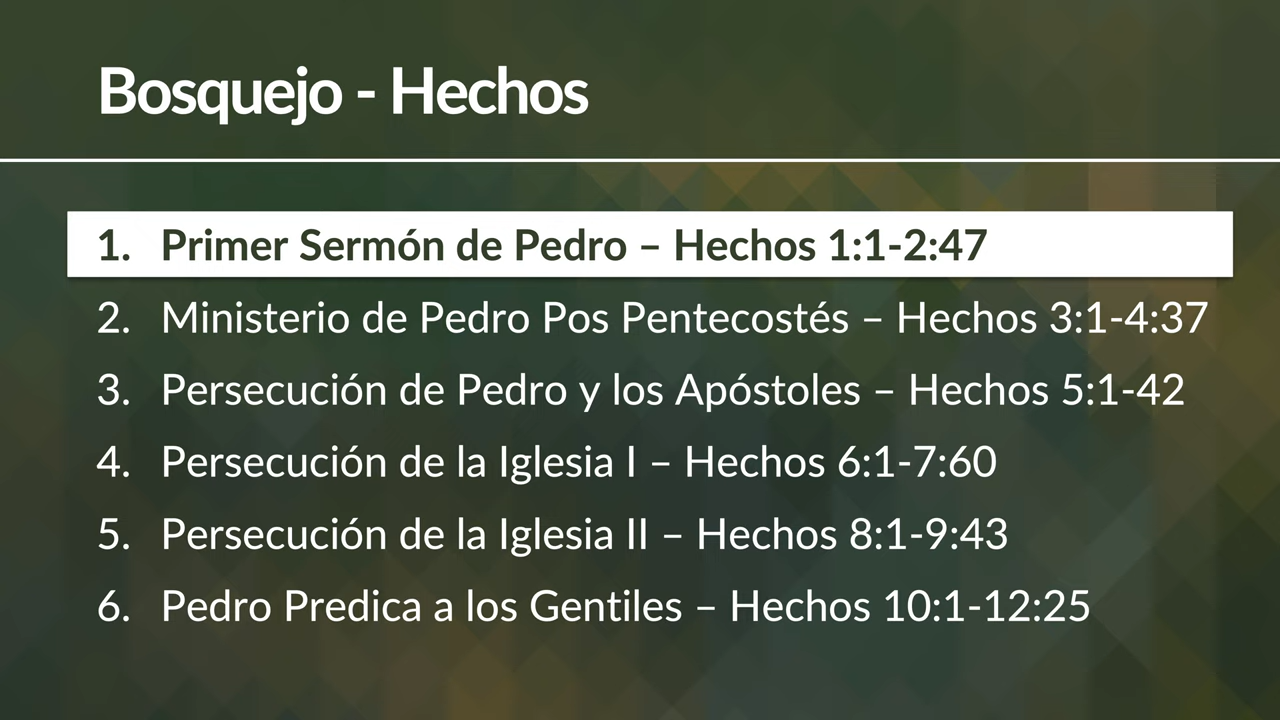 Bosquejo - Hechos
1. Primer Sermón de Pedro – Hechos 1:1-2:47
2. Ministerio de Pedro Pos Pentecostés – Hechos 3:1-4:37
3. Persecución de Pedro y los Apóstoles – Hechos 5:1-42
4. Persecución de la Iglesia I – Hechos 6:1-7:60
5. Persecución de la Iglesia II – Hechos 8:1-9:43
6. Pedro Predica a los Gentiles – Hechos 10:1-12:25